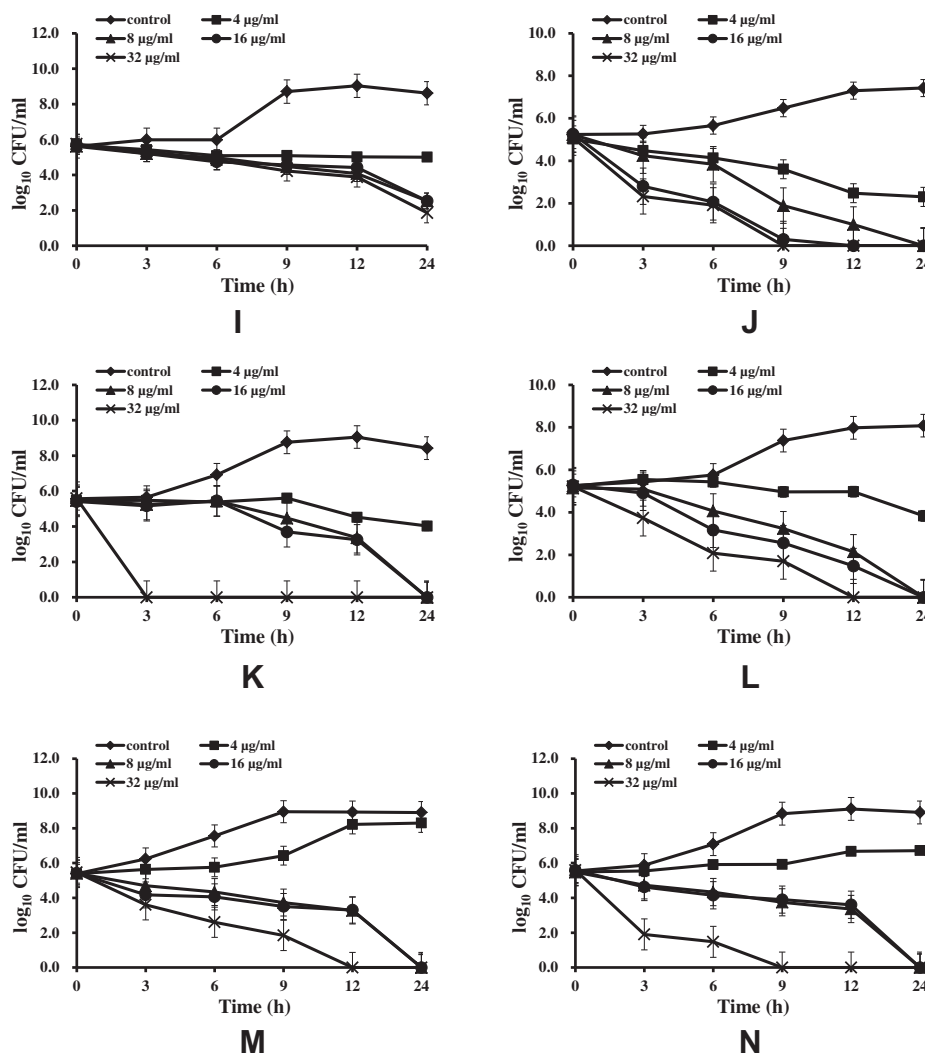 control 4 µg/ml
8 µg/ml 16 µg/ml
32 µg/ml
12.0
10.0
8.0
6.0
4.0
2.0
0.0
log10 CFU/ml
0 3 6 9 12 24
Time (h)
I
control 4 µg/ml
8 µg/ml 16 µg/ml
32 µg/ml
10.0
8.0
6.0
4.0
2.0
0.0
log10 CFU/ml
0 3 6 9 12 24
Time (h)
J
control 4 µg/ml
8 µg/ml 16 µg/ml
32 µg/ml
12.0
10.0
8.0
6.0
4.0
2.0
0.0
log10 CFU/ml
0 3 6 9 12 24
Time (h)
K
control 4 µg/ml
8 µg/ml 16 µg/ml
32 µg/ml
10.0
8.0
6.0
4.0
2.0
0.0
log10 CFU/ml
0 3 6 9 12 24
Time (h)
L
control 4 µg/ml
8 µg/ml 16 µg/ml
32 µg/ml
12.0
10.0
8.0
6.0
4.0
2.0
0.0
log10 CFU/ml
0 3 6 9 12 24
Time (h)
M
control 4 µg/ml
8 µg/ml 16 µg/ml
32 µg/ml
12.0
10.0
8.0
6.0
4.0
2.0
0.0
log10 CFU/ml
0 3 6 9 12 24
Time (h)
N